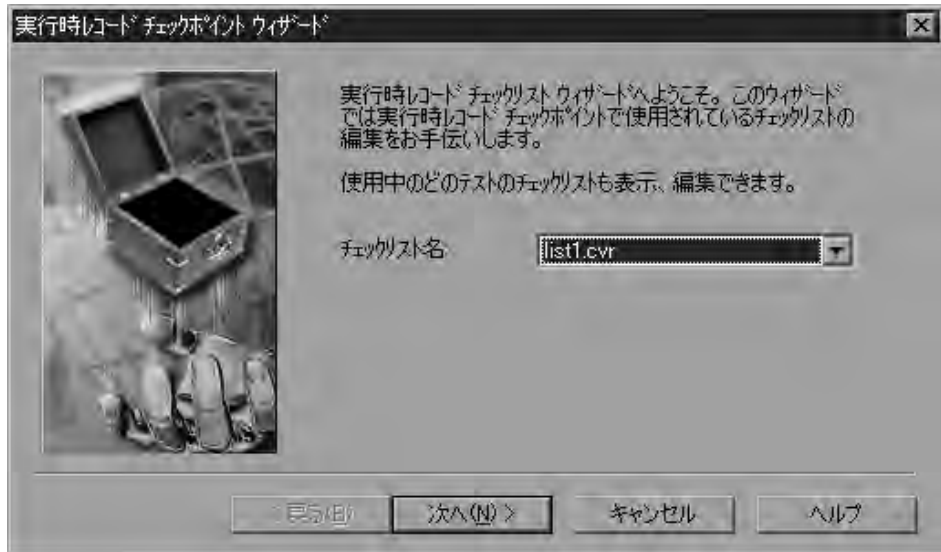 実行時レコード チェックポイント ウィザード
実行時レコード チェックリスト ウィザードへようこそ。このウィザード
では実行時レコード チェックポイントで使用されているチェックリストの
編集をお手伝いします。
使用中のどのテストのチェックリストも表示、編集できます。
チェックリスト名
list1.cvr
< 戻る(B)
次へ(N) >
キャンセル
ヘルプ